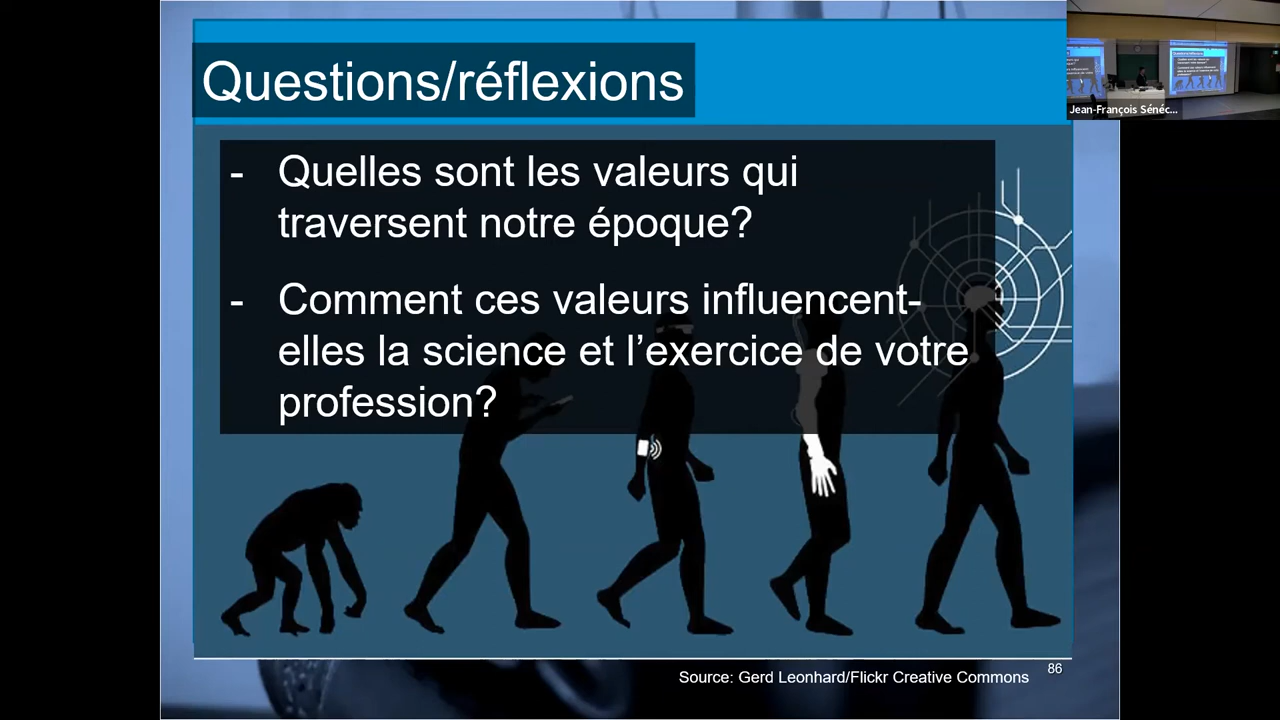 Questions/réflexions
- Quelles sont les valeurs qui
traversent notre époque?
- Comment ces valeurs influencent-
elles la science et l’exercice de votre
profession?
Source: Gerd Leonhard/Flickr Creative Commons
86
Jean-François Sénéc...